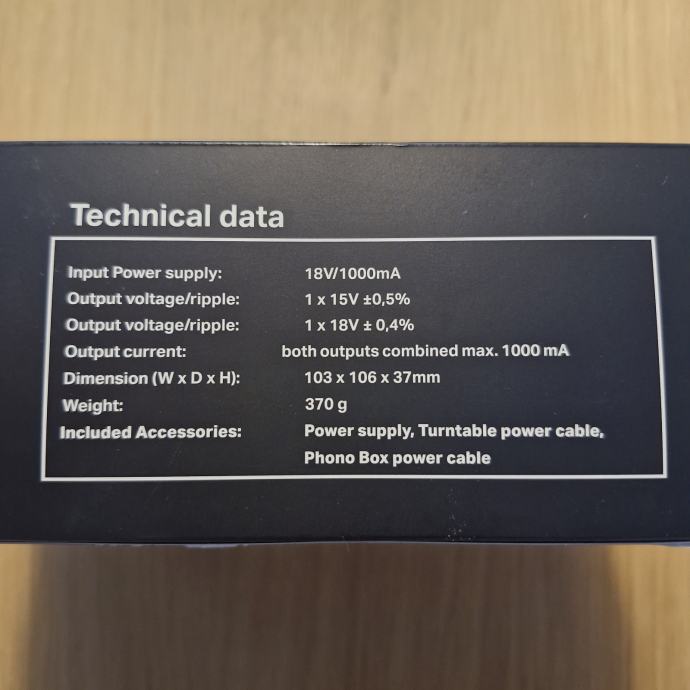 Technical data
Input Power supply: 18V/1000mA
Output voltage/ripple: 1 x 15V ±0,5%
Output voltage/ripple: 1 x 18V ± 0,4%
Output current: both outputs combined max. 1000 mA
Dimension (W x D x H): 103 x 106 x 37mm
Weight: 370 g
Included Accessories: Power supply, Turntable power cable,
Phono Box power cable